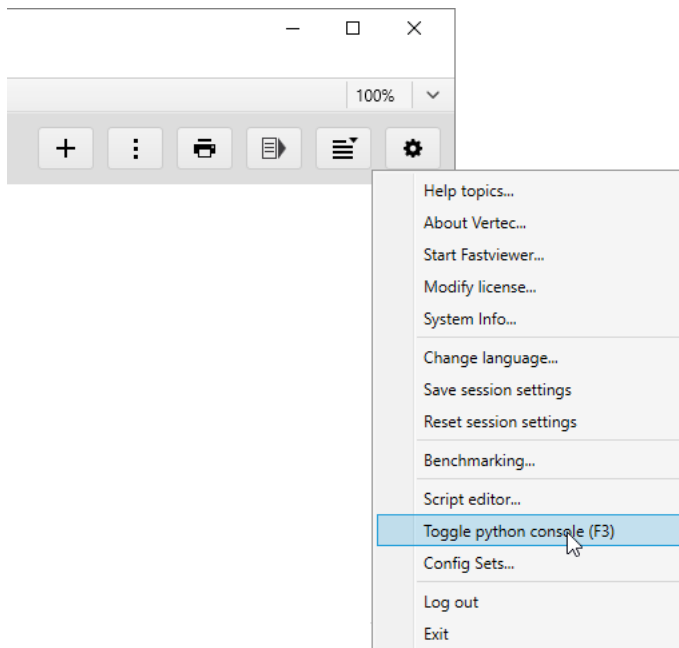 100%
Help topics...
About Vertec...
Start Fastviewer...
Modify license...
System Info...
Change language...
Save session settings
Reset session settings
Benchmarking...
Script editor...
Toggle python console (F3)
Config Sets...
Log out
Exit